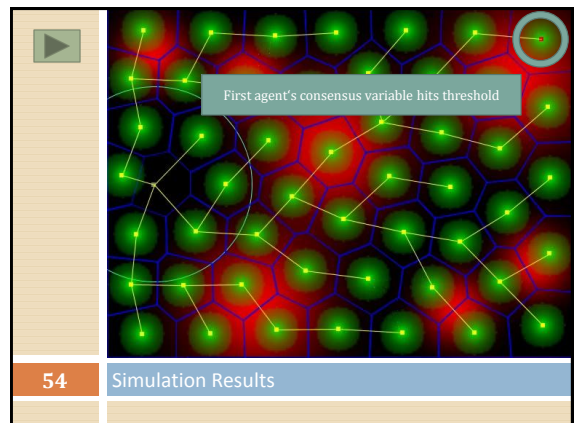 First agent's consensus variable hits threshold
54
Simulation Results